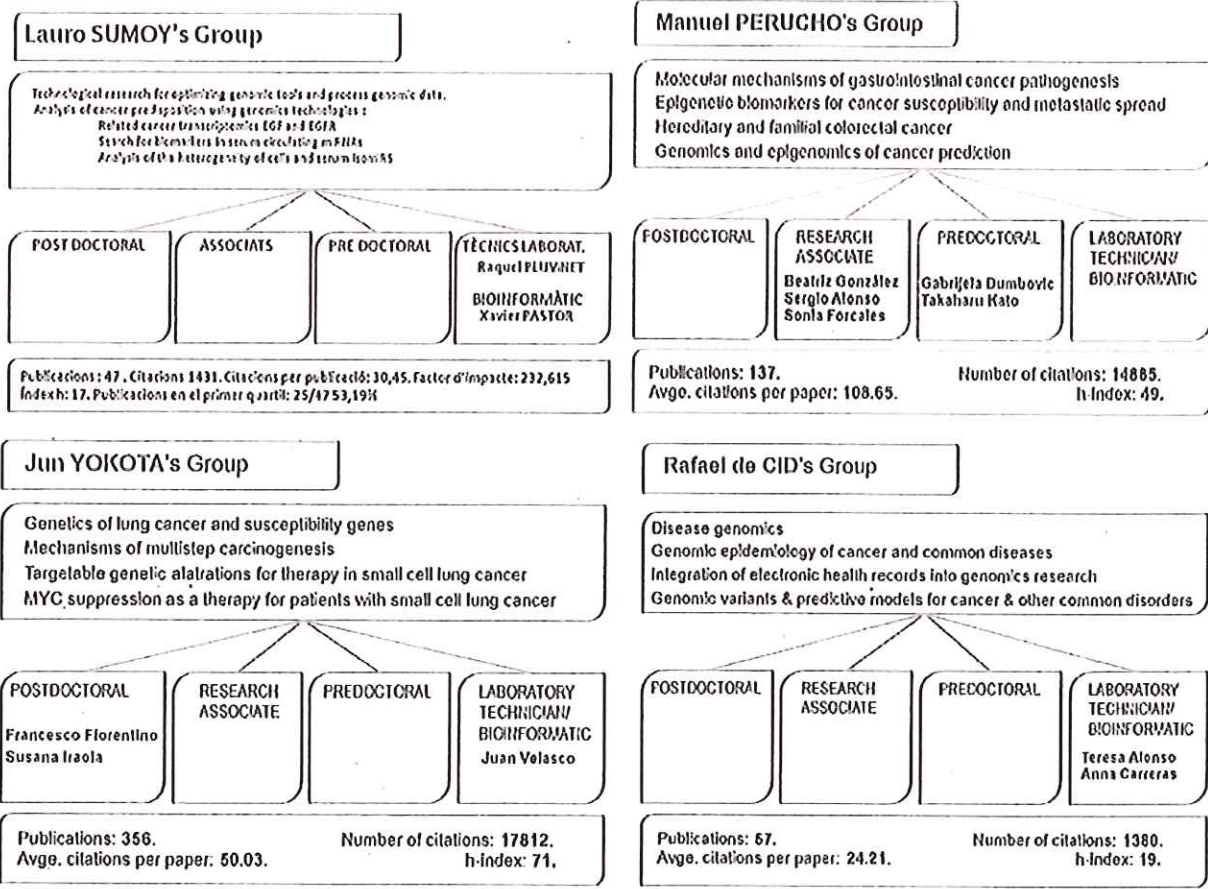 Lauro SUMOY's Group
Technological research for optimizing genomic tools and process genomic data.
Analysis of cancer predisposition using genomics technologies :
Related cancer transcriptomics EGF and EGFR
Search for biomarkers in serum circulating miRNAs
Analysis of the heterogeneity of cells and serum isomiRS
POST DOCTORAL
ASSOCIATS
PRE DOCTORAL
TÈCNICS LABORAT.
Raquel PLUVINET
BIOINFORMÀTIC
Xavier PASTOR
Publicacions : 47 . Citacions 1431. Citacions per publicació: 30,45. Factor d'impacte: 232,615
Índex h: 17. Publicacions en el primer quartil: 25/47 53,19%
Manuel PERUCHO's Group
Molecular mechanisms of gastrointestinal cancer pathogenesis
Epigenetic biomarkers for cancer susceptibility and metastatic spread
Hereditary and familial colorectal cancer
Genomics and epigenomics of cancer prediction
POSTDOCTORAL
RESEARCH
ASSOCIATE
Beatriz González
Sergio Alonso
Sonia Forcales
PREDOCTORAL
Gabrijela Dumbovic
Takaharu Kato
LABORATORY
TECHNICIAN/
BIOINFORMATIC
Publications: 137. Number of citations: 14885.
Avge. citations per paper: 108.65. h-Index: 49.
Jun YOKOTA's Group
Genetics of lung cancer and susceptibility genes
Mechanisms of multistep carcinogenesis
Targetable genetic alatrations for therapy in small cell lung cancer
MYC suppression as a therapy for patients with small cell lung cancer
POSTDOCTORAL
Francesco Fiorentino
Susana Iraola
RESEARCH
ASSOCIATE
PREDOCTORAL
LABORATORY
TECHNICIAN/
BIOINFORMATIC
Juan Velasco
Publications: 356. Number of citations: 17812.
Avge. citations per paper: 50.03. h-index: 71.
Rafael de CID's Group
Disease genomics
Genomic epidemiology of cancer and common diseases
Integration of electronic health records into genomics research
Genomic variants & predictive models for cancer & other common disorders
POSTDOCTORAL
RESEARCH
ASSOCIATE
PREDOCTORAL
LABORATORY
TECHNICIAN/
BIOINFORMATIC
Teresa Alonso
Anna Carreras
Publications: 57. Number of citations: 1380.
Avge. citations per paper: 24.21. h-index: 19.